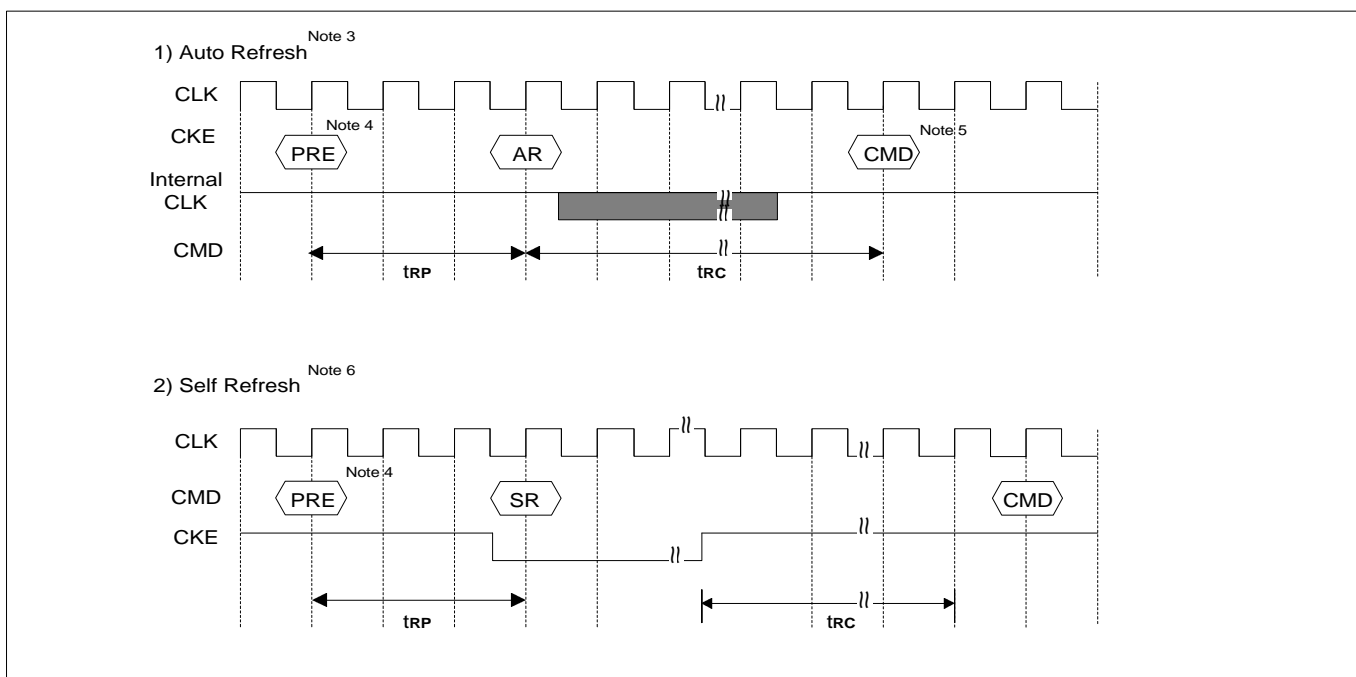 1) Auto Refresh Note 3
CLK
CKE
Note 4
Note 5
PRE
AR
CMD
Internal
CLK
CMD
tRP
tRC
2) Self Refresh Note 6
CLK
Note 4
CMD
PRE
SR
CMD
CKE
tRP
tRC